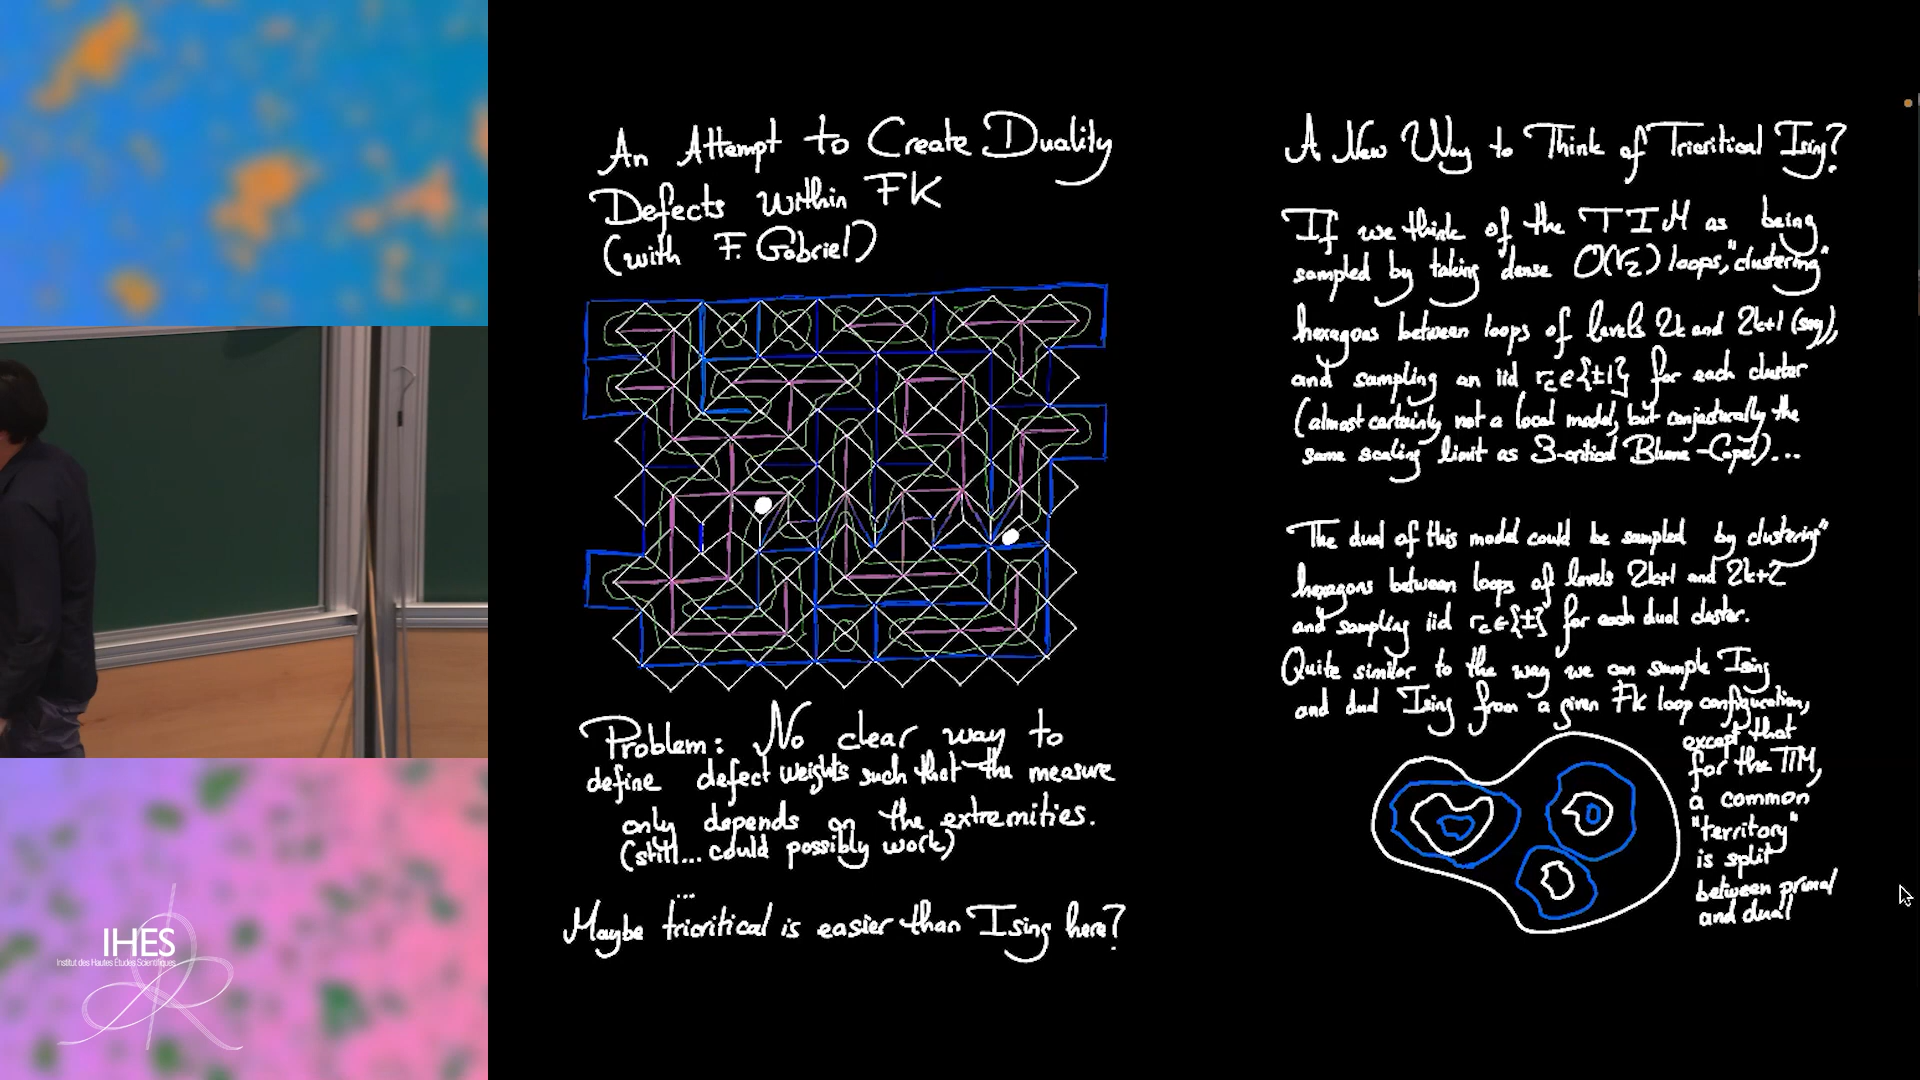 An Attempt to Create Duality
Defects within FK
(with F. Gabriel)
Problem: No clear way to
define defect weights such that the measure
only depends on the extremities.
(still... could possibly work)
...
Maybe tricritical is easier than Ising here?
A New Way to Think of Tricritical Ising?
If we think of the TIM as being
sampled by taking dense O(√2) loops, "clustering"
hexagons between loops of levels 2k and 2k+1 (say),
and sampling an iid σ_c ∈ {±1} for each cluster
(almost certainly not a local model, but conjecturally the
same scaling limit as 3-critical Blume-Capel)...
The dual of this model could be sampled by "clustering"
hexagons between loops of levels 2k+1 and 2k+2
and sampling iid σ_c ∈ {±} for each dual cluster.
Quite similar to the way we can sample Ising
and dual Ising from a given FK loop configuration,
except that
for the TIM,
a common
"territory"
is split
between primal
and dual
IHES
Institut des Hautes Études Scientifiques